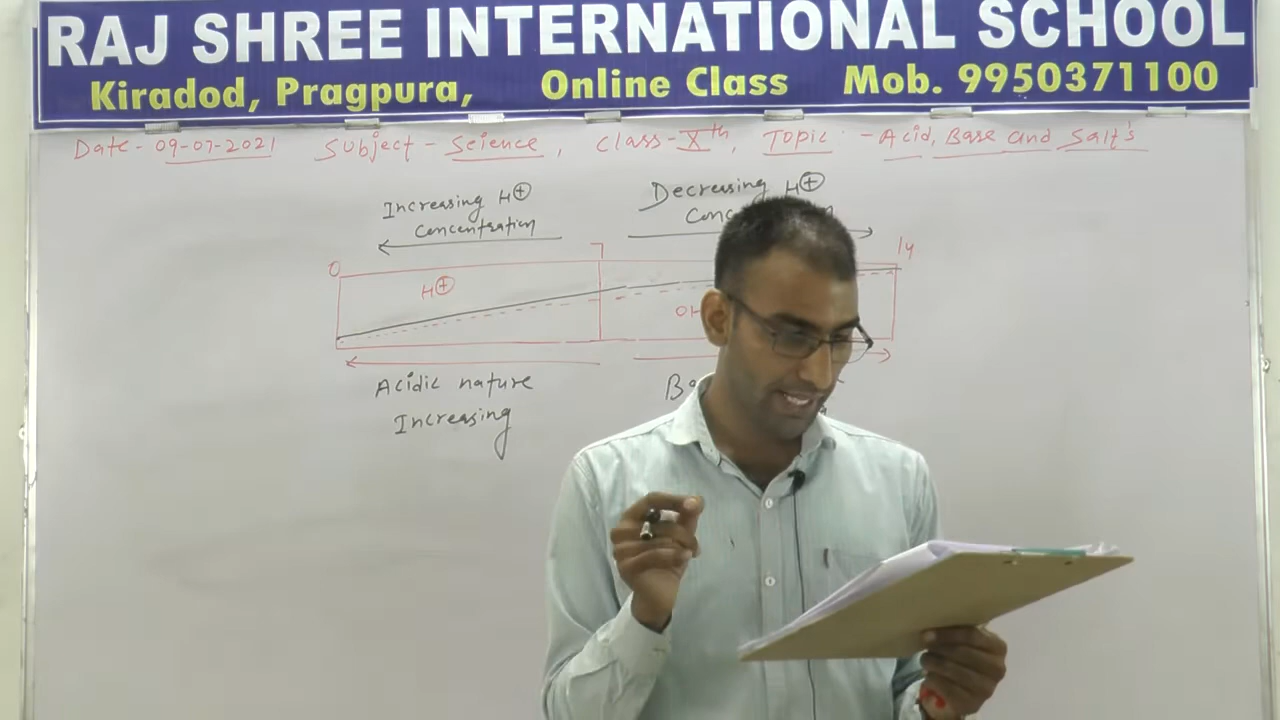 RAJ SHREE INTERNATIONAL SCHOOL
Kiradod, Pragpura, Online Class Mob. 9950371100
Date - 09-07-2021 Subject - Science, Class - Xth, Topic - Acid, Base and Salt's
Increasing H⊕
Concentration
Decreasing H⊕
0
7
14
H⊕
OH
Acidic nature
Increasing